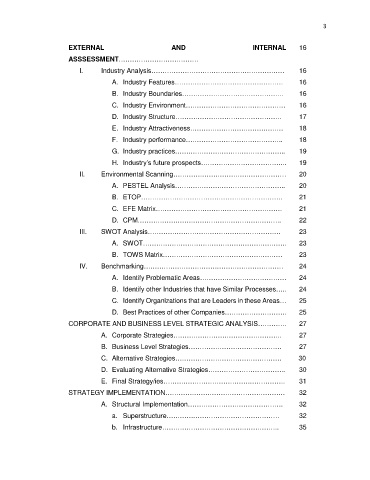 3
EXTERNAL AND INTERNAL 16
ASSSESSMENT………………………………
I. Industry Analysis…………………………………………………… 16
A. Industry Features………………………………………… 16
B. Industry Boundaries……………………………………… 16
C. Industry Environment…………………………………….. 16
D. Industry Structure………………………………………… 17
E. Industry Attractiveness…………………………………... 18
F. Industry performance…………………………………….. 18
G. Industry practices………………………………………... 19
H. Industry's future prospects………………………………. 19
II. Environmental Scanning…………………………………………… 20
A. PESTEL Analysis………………………………………… 20
B. ETOP……………………………………………………… 21
C. EFE Matrix………………………………………………... 21
D. CPM……………………………………………………….. 22
III. SWOT Analysis…………………………………………………….. 23
A. SWOT……………………………………………………… 23
B. TOWS Matrix……………………………………………… 23
IV. Benchmarking……………………………………………………… 24
A. Identify Problematic Areas……………………………….. 24
B. Identify other Industries that have Similar Processes….. 24
C. Identify Organizations that are Leaders in these Areas… 25
D. Best Practices of other Companies……………………… 25
CORPORATE AND BUSINESS LEVEL STRATEGIC ANALYSIS…………. 27
A. Corporate Strategies………………………………………… 27
B. Business Level Strategies…………………………………... 27
C. Alternative Strategies……………………………………….. 30
D. Evaluating Alternative Strategies…………………………… 30
E. Final Strategy/ies……………………………………………… 31
STRATEGY IMPLEMENTATION……………………………………………… 32
A. Structural Implementation…………………………………… 32
a. Superstructure…………………………………………… 32
b. Infrastructure…………………………………………….. 35